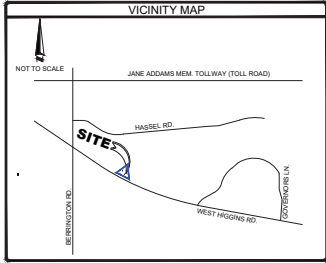 VICINITY MAP
NOT TO SCALE
JANE ADDAMS MEM. TOLLWAY (TOLL ROAD)
HASSEL RD.
SITE
BERRINGTON RD.
WEST HIGGINS RD.
GOVERNORS LN.